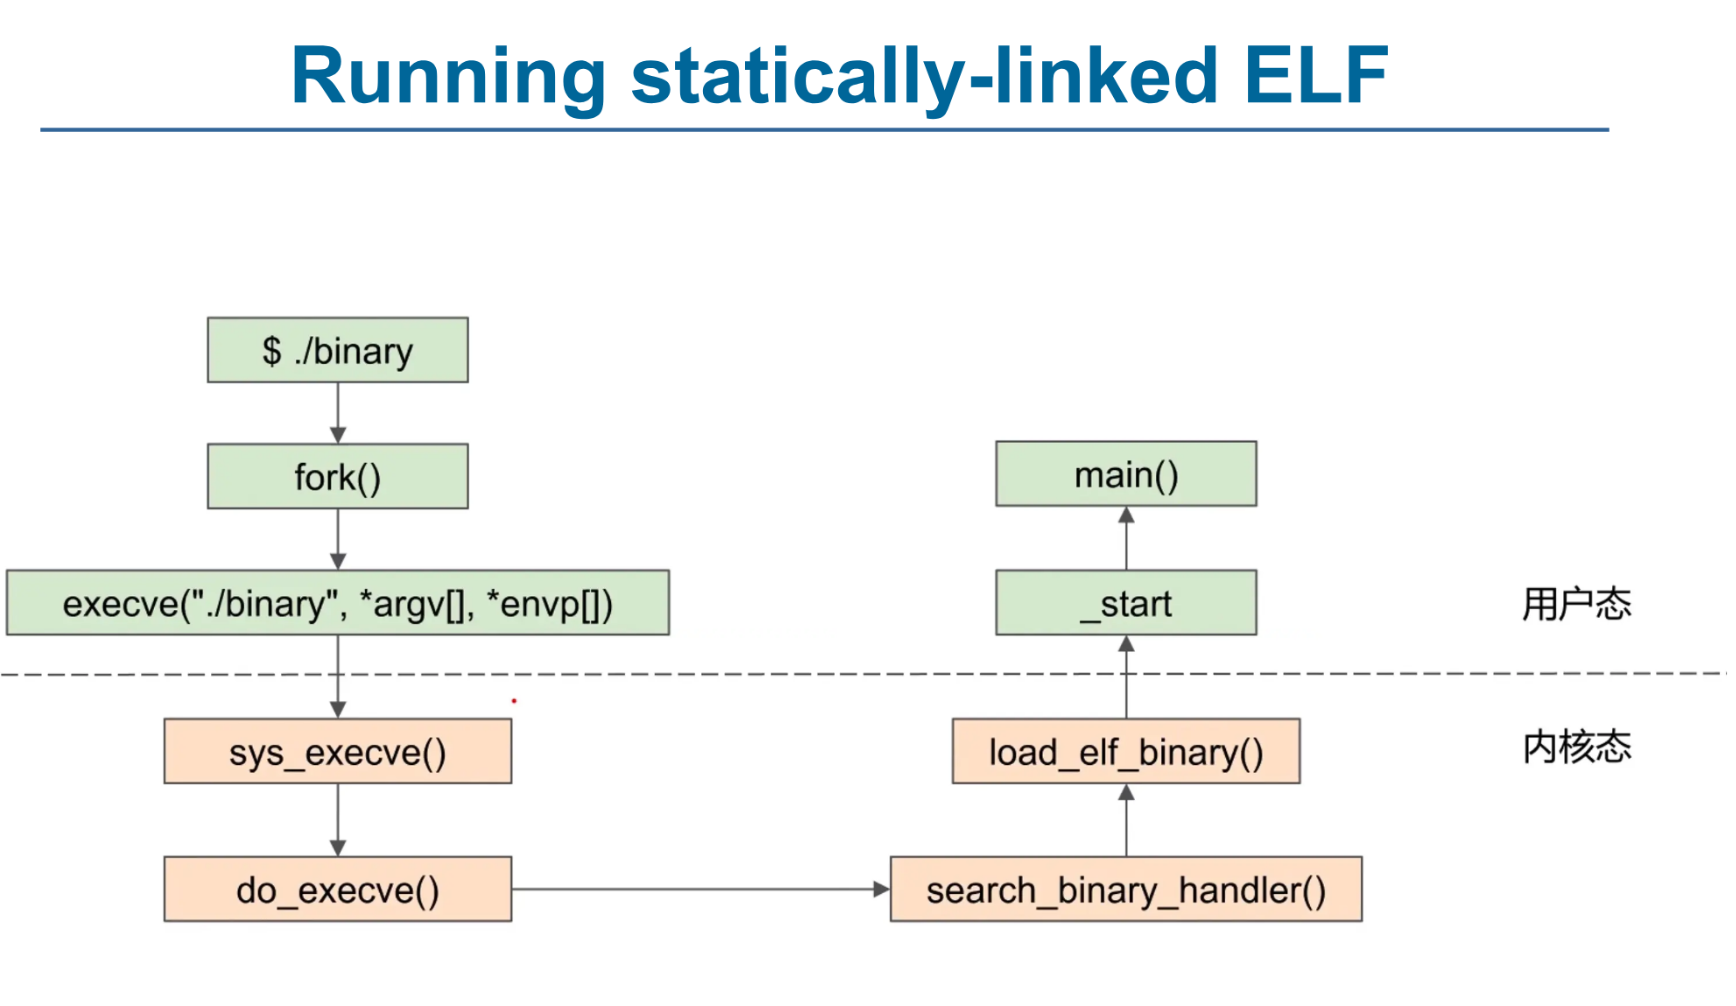 Running statically-linked ELF
$ ./binary
fork()
execve("./binary", *argv[], *envp[])
sys_execve()
do_execve()
search_binary_handler()
load_elf_binary()
_start
main()
用户态
内核态